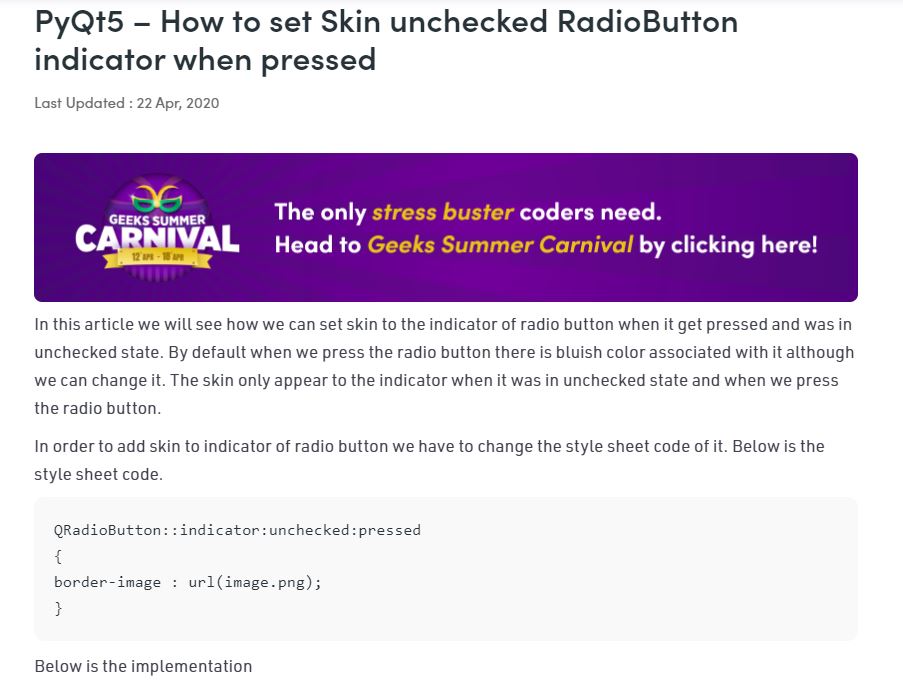 PyQt5 – How to set Skin unchecked RadioButton
indicator when pressed
Last Updated : 22 Apr, 2020
GEEKS SUMMER
CARNIVAL
12 APR - 18 APR
The only stress buster coders need.
Head to Geeks Summer Carnival by clicking here!
In this article we will see how we can set skin to the indicator of radio button when it get pressed and was in
unchecked state. By default when we press the radio button there is bluish color associated with it although
we can change it. The skin only appear to the indicator when it was in unchecked state and when we press
the radio button.
In order to add skin to indicator of radio button we have to change the style sheet code of it. Below is the
style sheet code.
QRadioButton::indicator:unchecked:pressed
{
border-image : url(image.png);
}
Below is the implementation